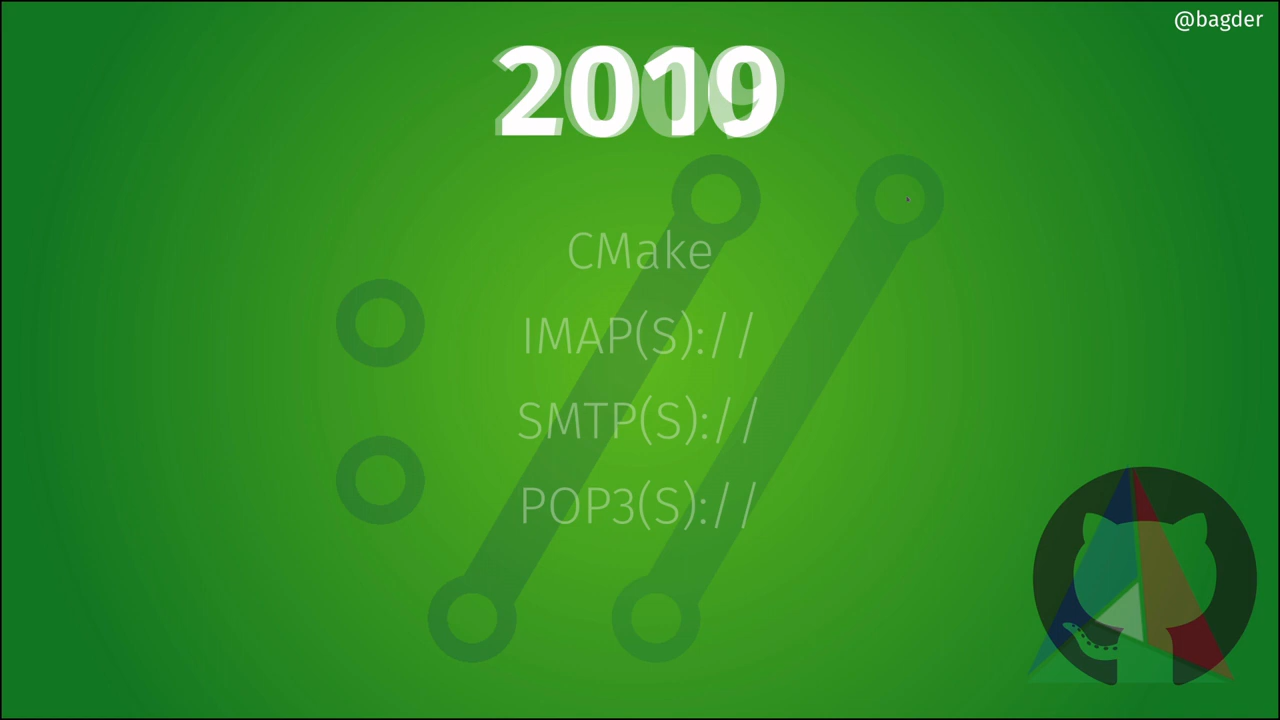 @bagder
2019
CMake
IMAP(S)://
SMTP(S)://
POP3(S)://